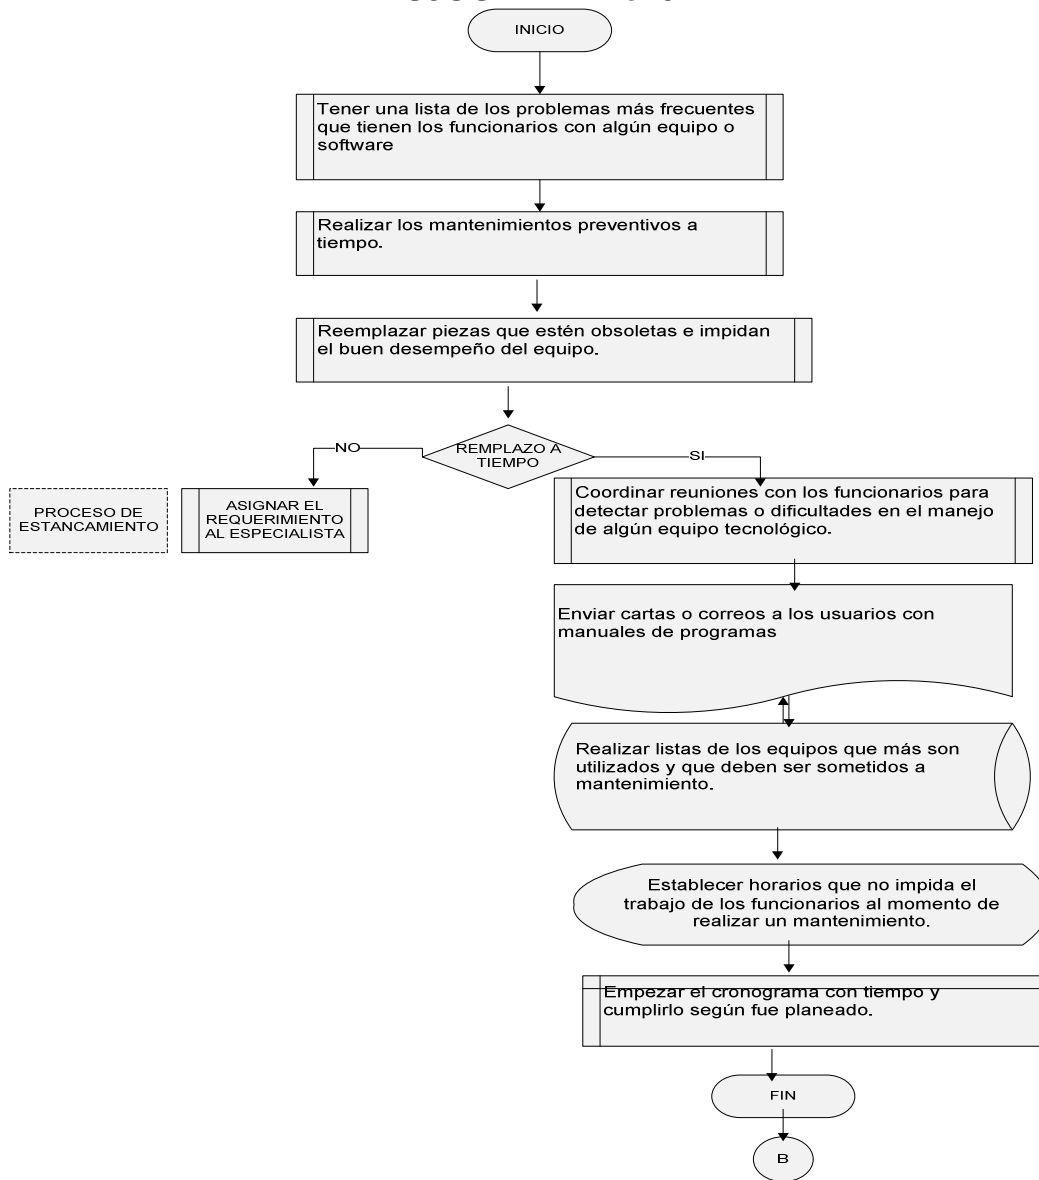 INICIO
Tener una lista de los problemas más frecuentes
que tienen los funcionarios con algún equipo o
software
Realizar los mantenimientos preventivos a
tiempo.
Reemplazar piezas que estén obsoletas e impidan
el buen desempeño del equipo.
REMPLAZO A
TIEMPO
NO
SI
PROCESO DE
ESTANCAMIENTO
ASIGNAR EL
REQUERIMIENTO
AL ESPECIALISTA
Coordinar reuniones con los funcionarios para
detectar problemas o dificultades en el manejo
de algún equipo tecnológico.
Enviar cartas o correos a los usuarios con
manuales de programas
Realizar listas de los equipos que más son
utilizados y que deben ser sometidos a
mantenimiento.
Establecer horarios que no impida el
trabajo de los funcionarios al momento de
realizar un mantenimiento.
Empezar el cronograma con tiempo y
cumplirlo según fue planeado.
FIN
B